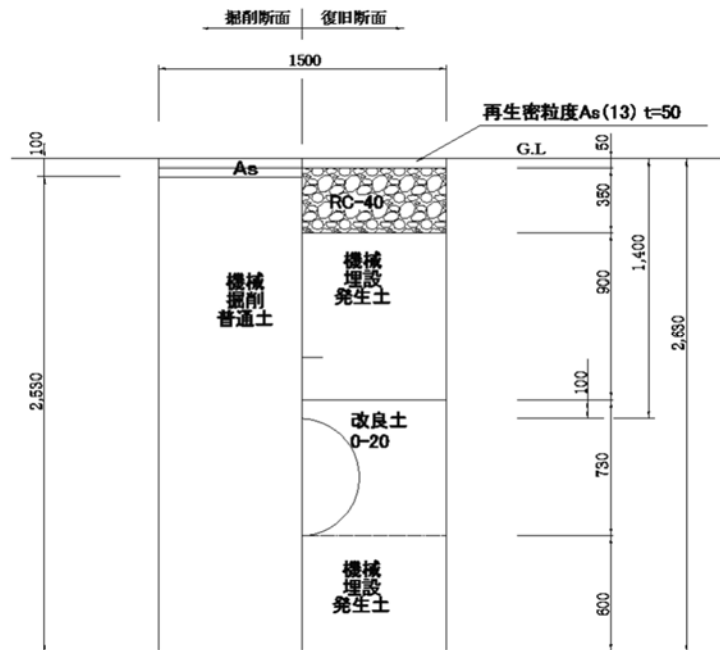 掘削断面
復旧断面
1500
再生密粒度As(13) t=50
G.L
100
50
As
RC-40
350
機械
埋設
発生土
機械
掘削
普通土
1,400
900
2,630
2,530
100
改良土
0-20
730
機械
埋設
発生土
600